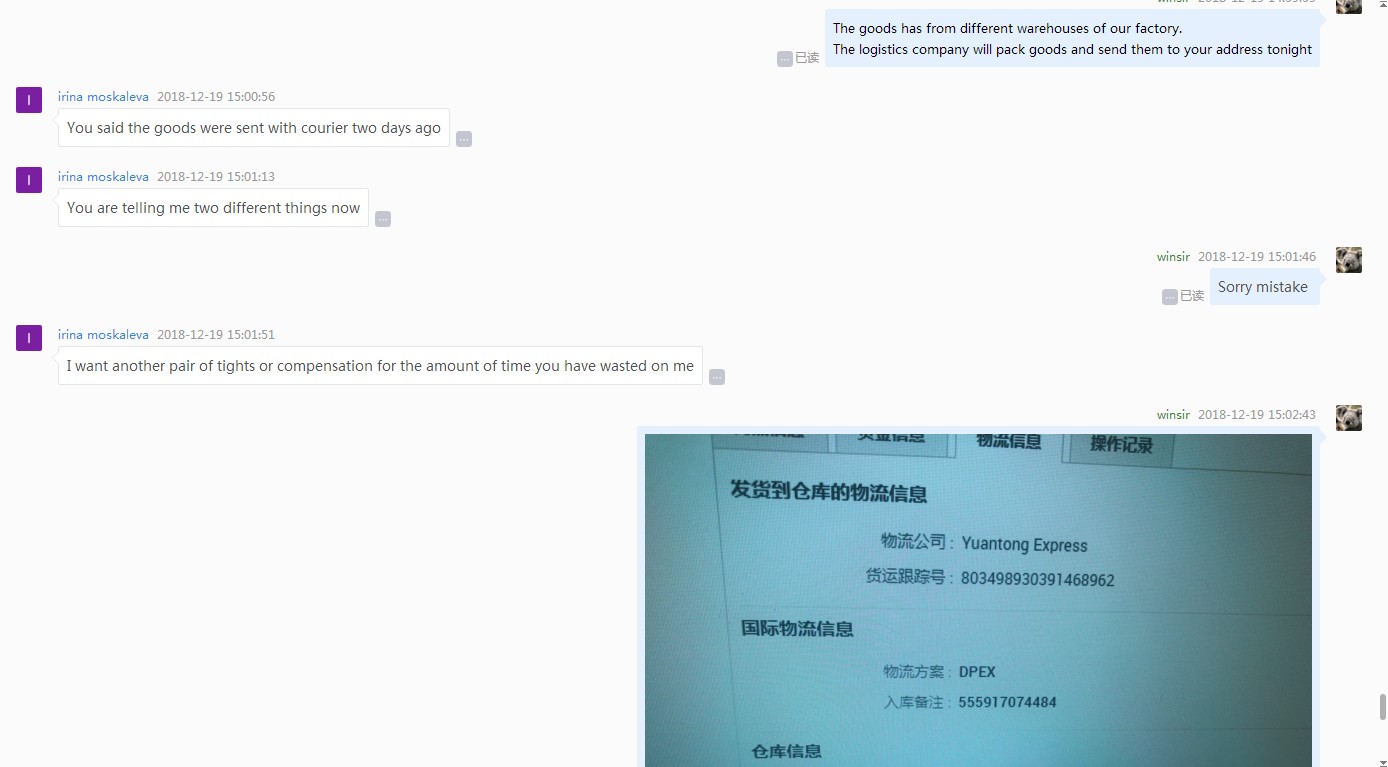 The goods has from different warehouses of our factory.
The logistics company will pack goods and send them to your address tonight
已读
irina moskaleva 2018-12-19 15:00:56
I
You said the goods were sent with courier two days ago
irina moskaleva 2018-12-19 15:01:13
I
You are telling me two different things now
winsir 2018-12-19 15:01:46
Sorry mistake
已读
irina moskaleva 2018-12-19 15:01:51
I
I want another pair of tights or compensation for the amount of time you have wasted on me
winsir 2018-12-19 15:02:43
资金信息 物流信息 操作记录
发货到仓库的物流信息
物流公司 : Yuantong Express
货运跟踪号 : 803498930391468962
国际物流信息
物流方案 : DPEX
入库备注 : 555917074484
仓库信息